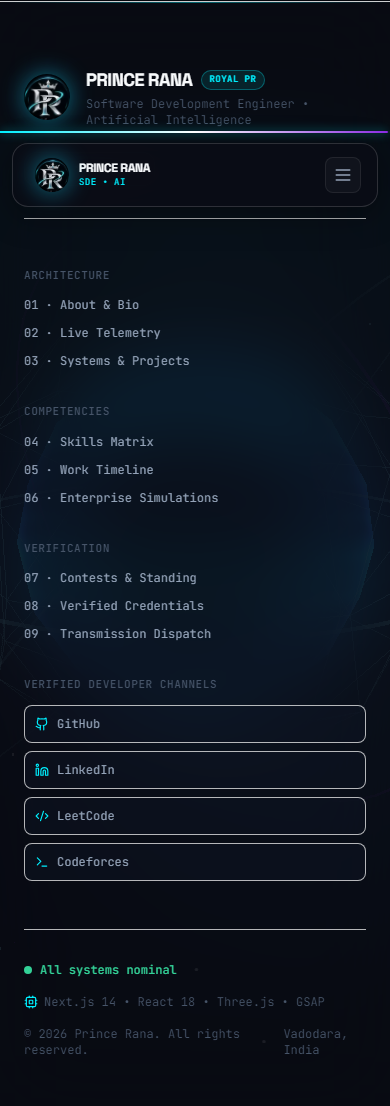 PRINCE RANA ROYAL PR
Software Development Engineer •
Artificial Intelligence
PR
PRINCE RANA
SDE • AI
ARCHITECTURE
01 · About & Bio
02 · Live Telemetry
03 · Systems & Projects
COMPETENCIES
04 · Skills Matrix
05 · Work Timeline
06 · Enterprise Simulations
VERIFICATION
07 · Contests & Standing
08 · Verified Credentials
09 · Transmission Dispatch
VERIFIED DEVELOPER CHANNELS
GitHub
LinkedIn
LeetCode
Codeforces
All systems nominal
Next.js 14 • React 18 • Three.js • GSAP
© 2026 Prince Rana. All rights reserved.
Vadodara, India